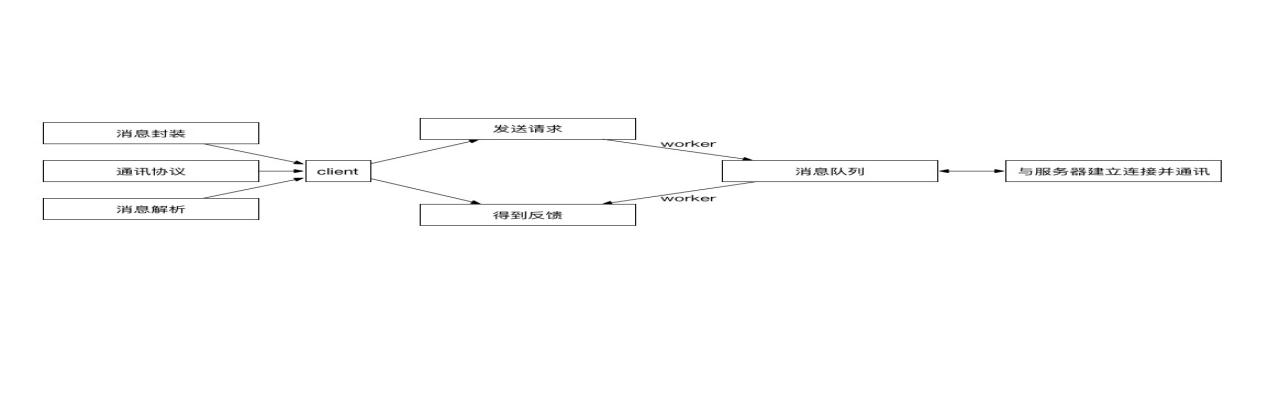 消息封装
通讯协议
消息解析
client
发送请求
得到反馈
worker
worker
消息队列
与服务器建立连接并通讯